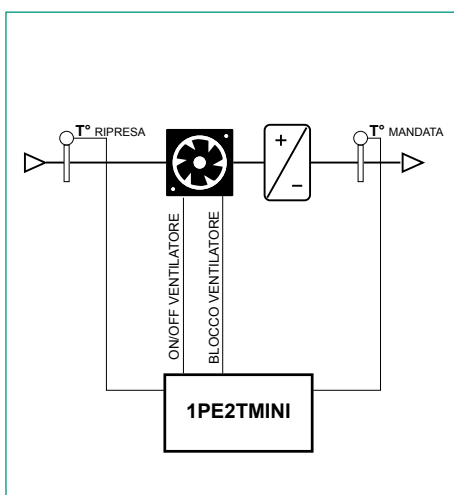 T° RIPRESA
T° MANDATA
+
−
ON/OFF VENTILATORE
BLOCCO VENTILATORE
1PE2TMINI